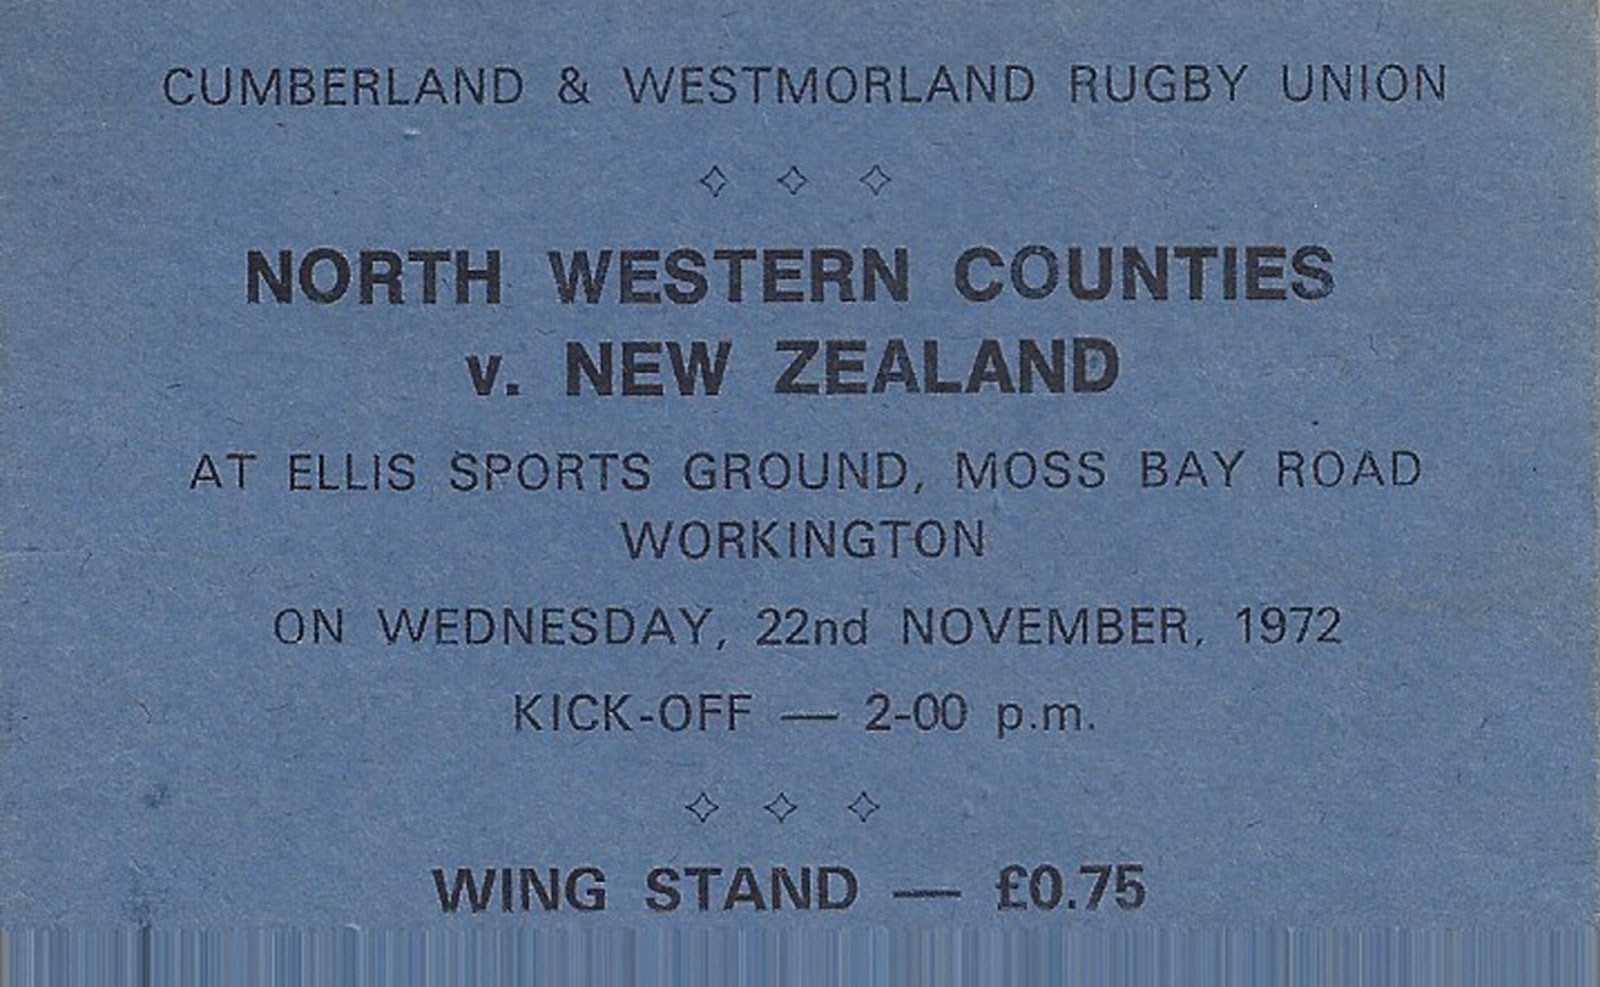 CUMBERLAND & WESTMORLAND RUGBY UNION
NORTH WESTERN COUNTIES
v. NEW ZEALAND
AT ELLIS SPORTS GROUND, MOSS BAY ROAD
WORKINGTON
ON WEDNESDAY, 22nd NOVEMBER, 1972
KICK-OFF — 2-00 p.m.
WING STAND — £0.75